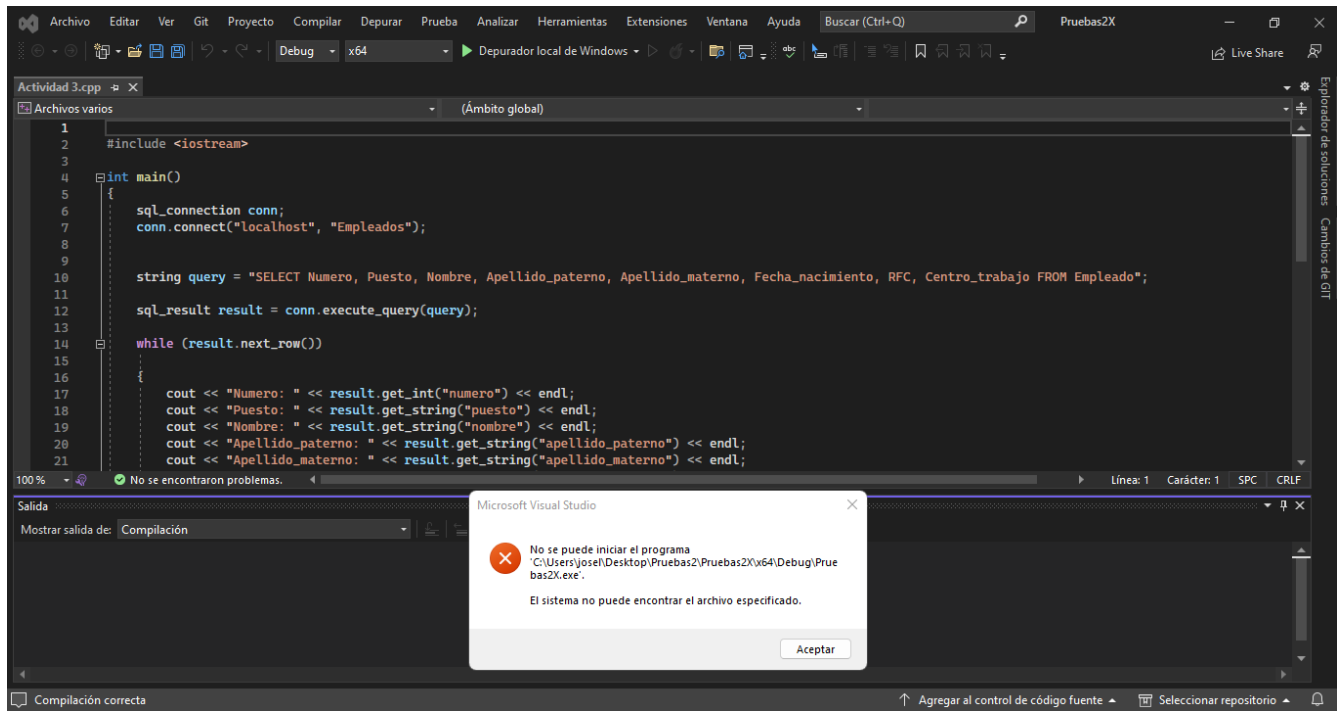 Archivo Editar Ver Git Proyecto Compilar Depurar Prueba Analizar Herramientas Extensiones Ventana Ayuda Buscar (Ctrl+Q) Pruebas2X
Debug x64 Depurador local de Windows abc Live Share
Actividad 3.cpp
Archivos varios (Ámbito global)
1
2 #include <iostream>
3
4 int main()
5 {
6 sql_connection conn;
7 conn.connect("localhost", "Empleados");
8
9
10 string query = "SELECT Numero, Puesto, Nombre, Apellido_paterno, Apellido_materno, Fecha_nacimiento, RFC, Centro_trabajo FROM Empleado";
11
12 sql_result result = conn.execute_query(query);
13
14 while (result.next_row())
15
16 {
17 cout << "Numero: " << result.get_int("numero") << endl;
18 cout << "Puesto: " << result.get_string("puesto") << endl;
19 cout << "Nombre: " << result.get_string("nombre") << endl;
20 cout << "Apellido_paterno: " << result.get_string("apellido_paterno") << endl;
21 cout << "Apellido_materno: " << result.get_string("apellido_materno") << endl;
100 % No se encontraron problemas. Línea: 1 Carácter: 1 SPC CRLF
Explorador de soluciones
Cambios de GIT
Salida
Mostrar salida de: Compilación
Microsoft Visual Studio
No se puede iniciar el programa
'C:\Users\josel\Desktop\Pruebas2\Pruebas2X\x64\Debug\Prue
bas2X.exe'.
El sistema no puede encontrar el archivo especificado.
Aceptar
Compilación correcta Agregar al control de código fuente Seleccionar repositorio